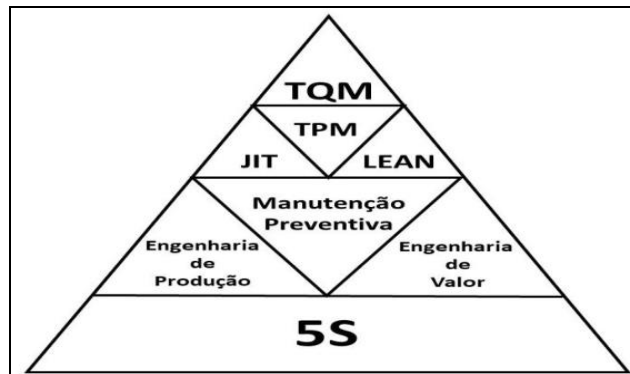 TQM
TPM
JIT
LEAN
Manutenção
Preventiva
Engenharia
de
Produção
Engenharia
de
Valor
5S